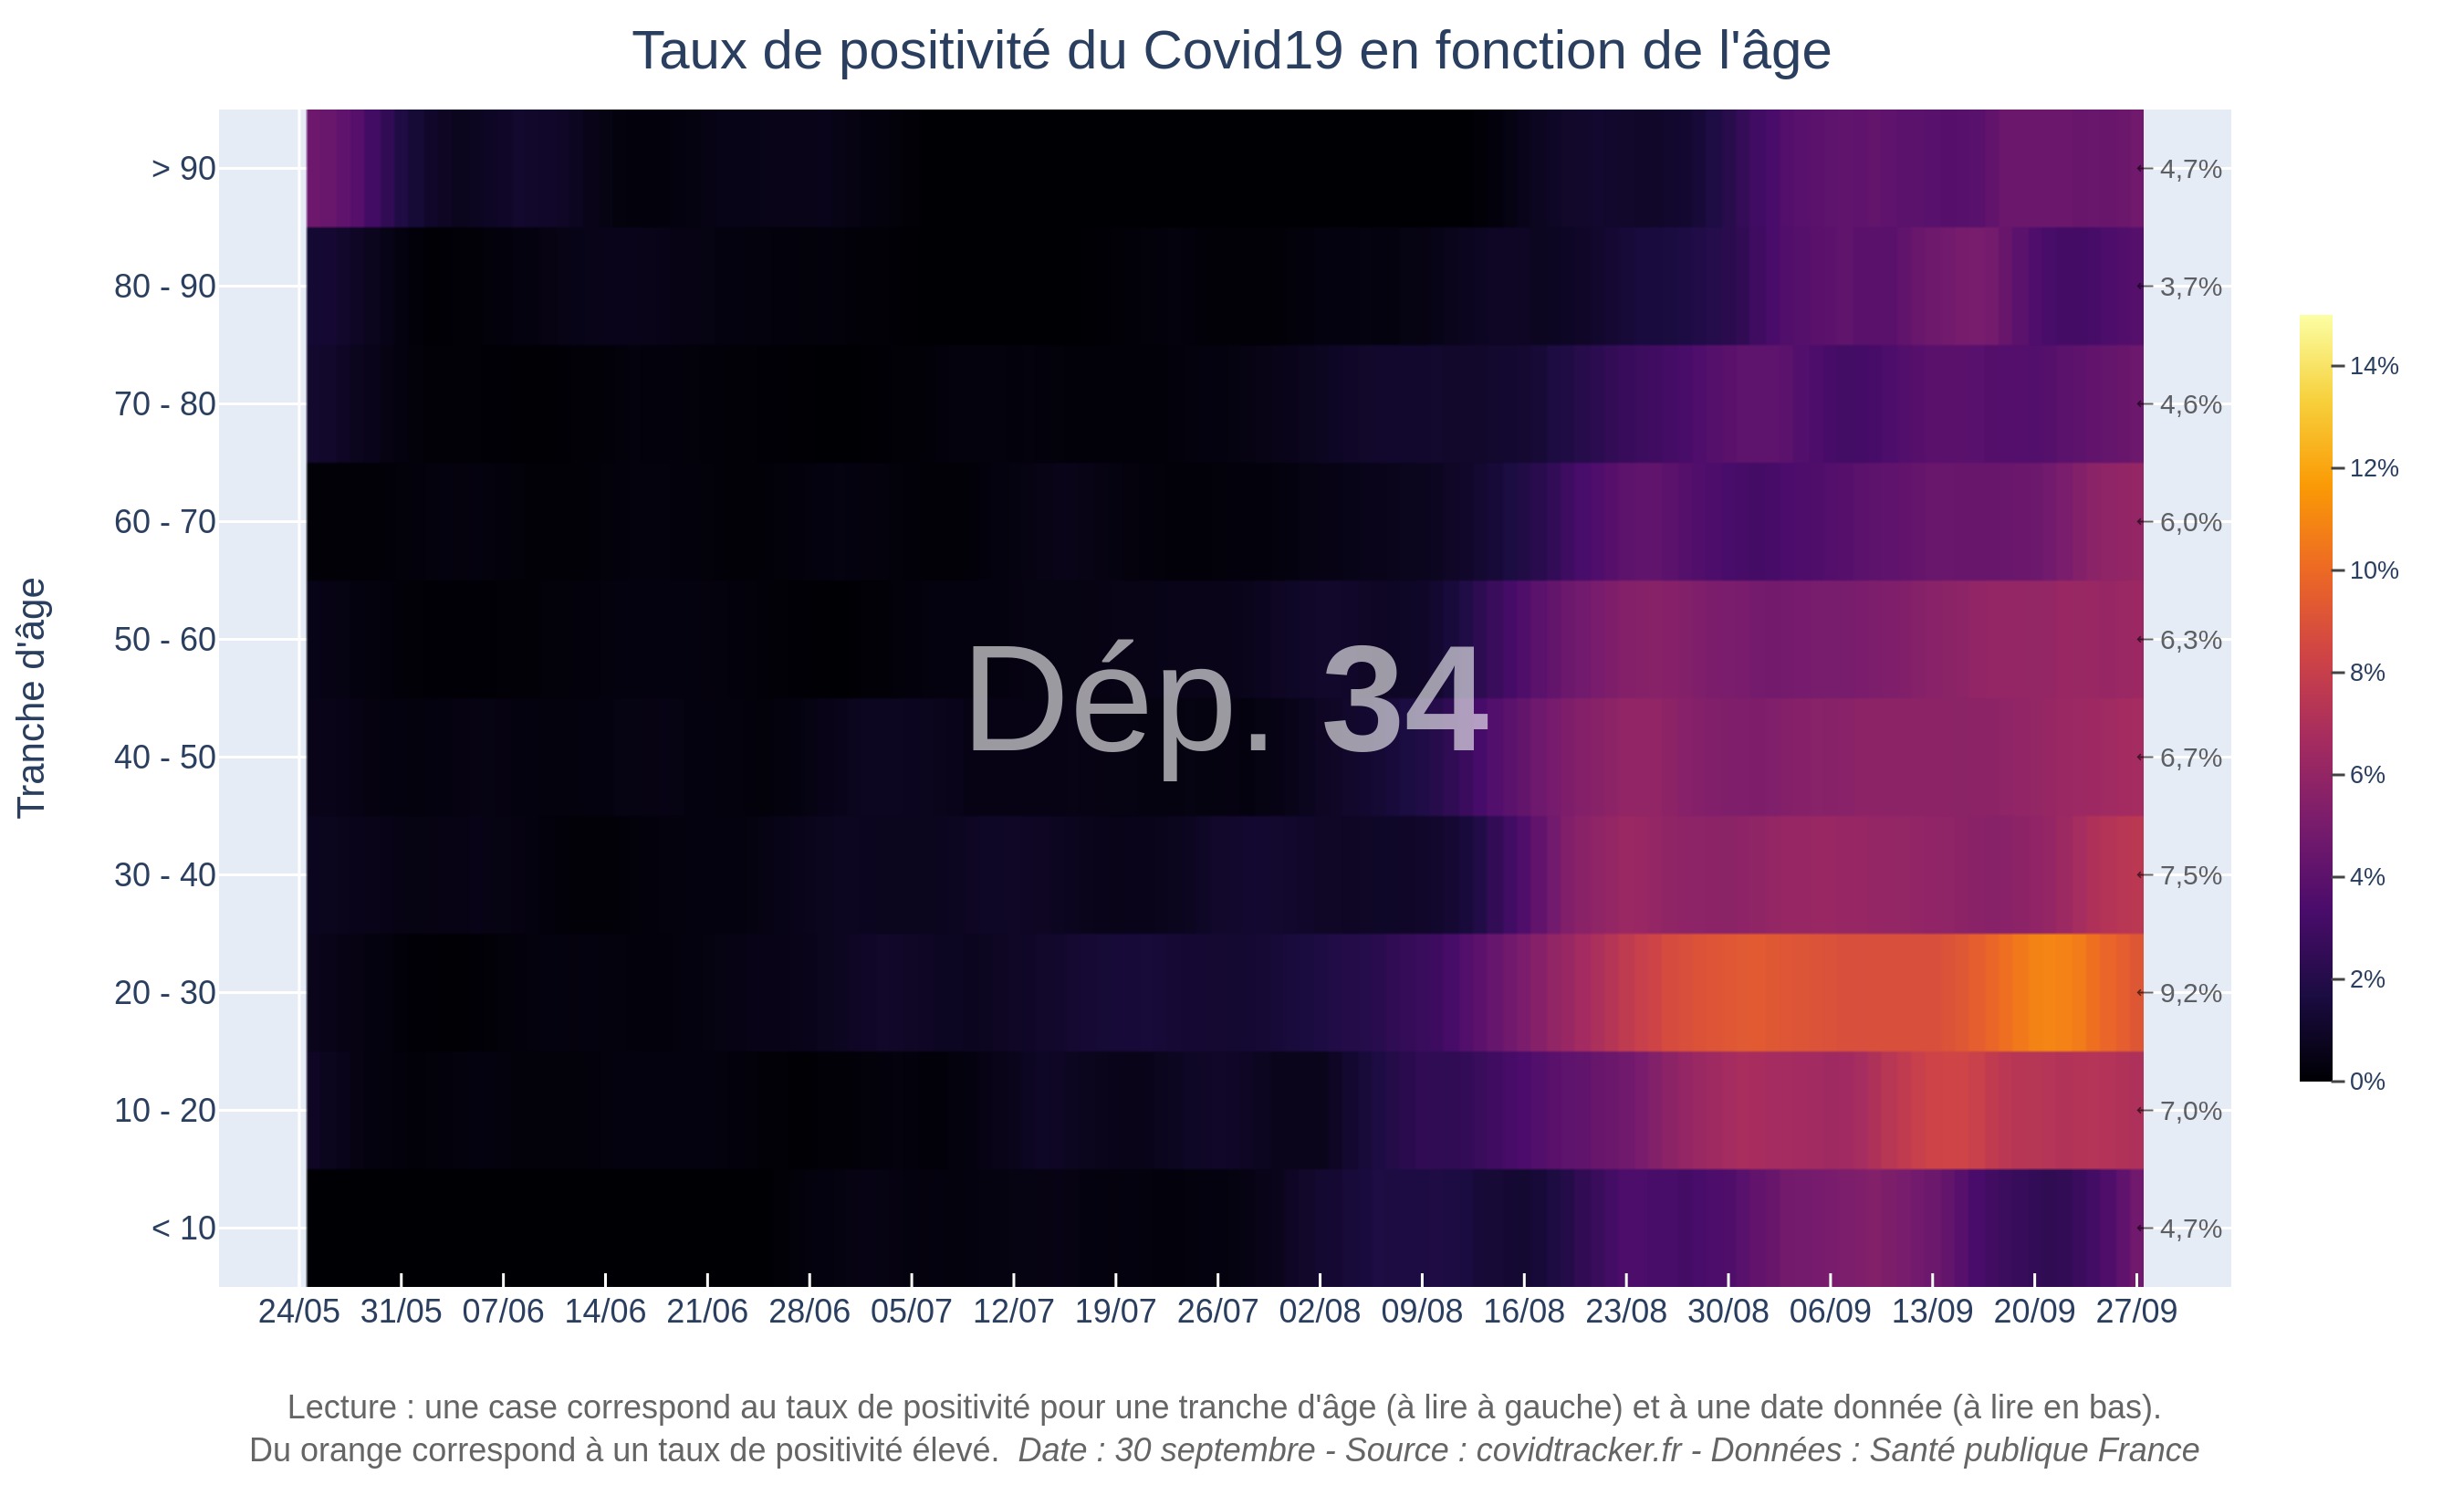 Taux de positivité du Covid19 en fonction de l'âge
Tranche d'âge
> 90
80 - 90
70 - 80
60 - 70
50 - 60
40 - 50
30 - 40
20 - 30
10 - 20
< 10
Dép. 34
4,7%
3,7%
4,6%
6,0%
6,3%
6,7%
7,5%
9,2%
7,0%
4,7%
14%
12%
10%
8%
6%
4%
2%
0%
24/05 31/05 07/06 14/06 21/06 28/06 05/07 12/07 19/07 26/07 02/08 09/08 16/08 23/08 30/08 06/09 13/09 20/09 27/09
Lecture : une case correspond au taux de positivité pour une tranche d'âge (à lire à gauche) et à une date donnée (à lire en bas).
Du orange correspond à un taux de positivité élevé. Date : 30 septembre - Source : covidtracker.fr - Données : Santé publique France